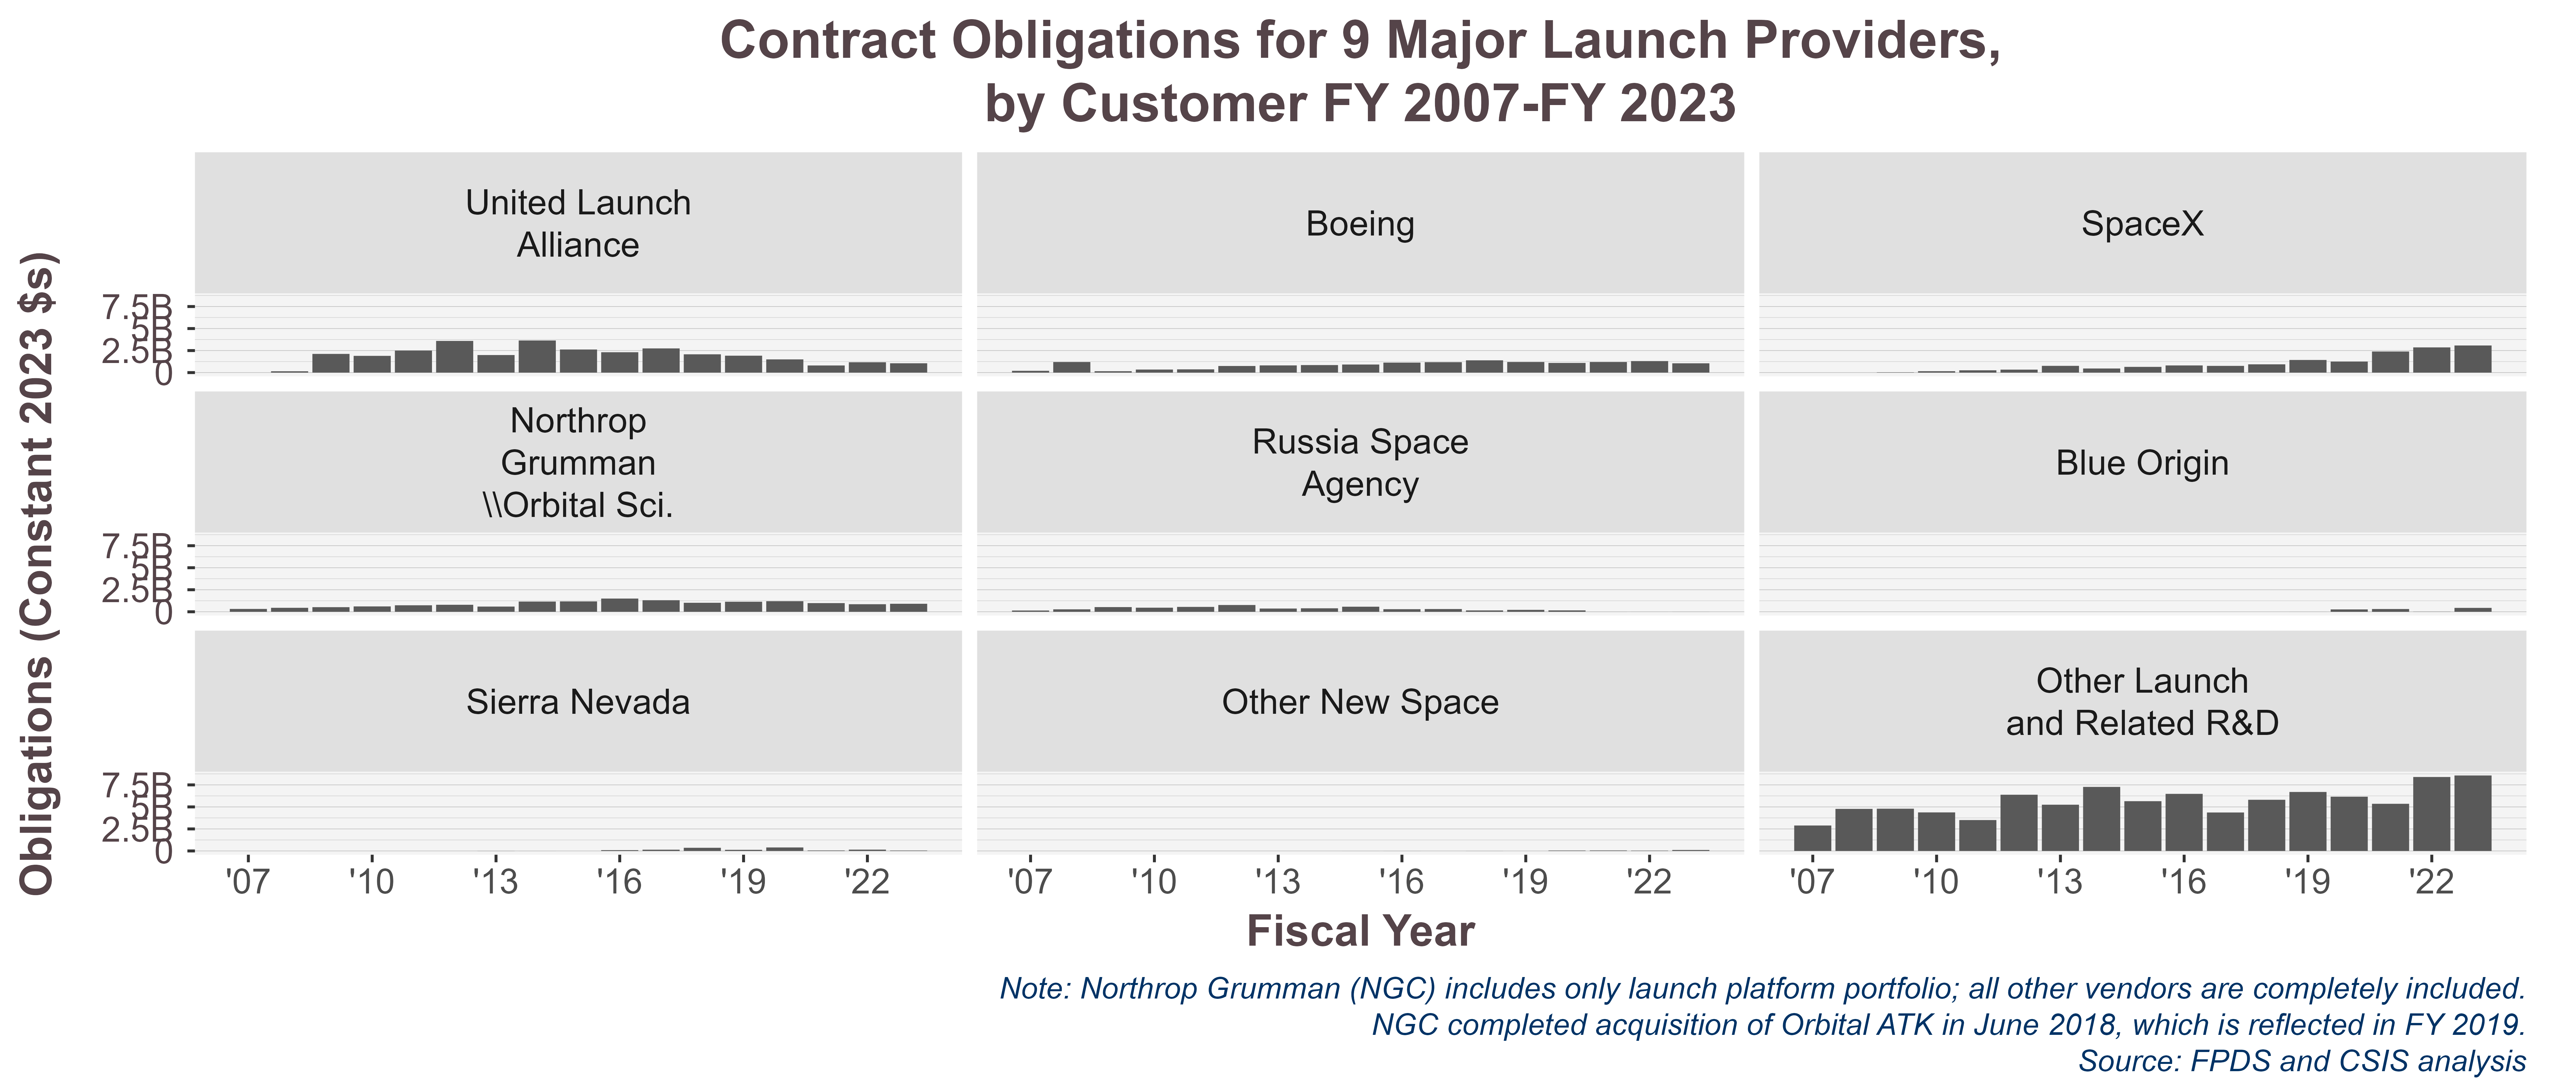 Contract Obligations for 9 Major Launch Providers,
by Customer FY 2007-FY 2023
Obligations (Constant 2023 $s)
United Launch
Alliance
Boeing
SpaceX
7.5B
5B
2.5B
0
Northrop
Grumman
\\Orbital Sci.
Russia Space
Agency
Blue Origin
7.5B
5B
2.5B
0
Sierra Nevada
Other New Space
Other Launch
and Related R&D
7.5B
5B
2.5B
0
'07 '10 '13 '16 '19 '22
'07 '10 '13 '16 '19 '22
'07 '10 '13 '16 '19 '22
Fiscal Year
Note: Northrop Grumman (NGC) includes only launch platform portfolio; all other vendors are completely included.
NGC completed acquisition of Orbital ATK in June 2018, which is reflected in FY 2019.
Source: FPDS and CSIS analysis